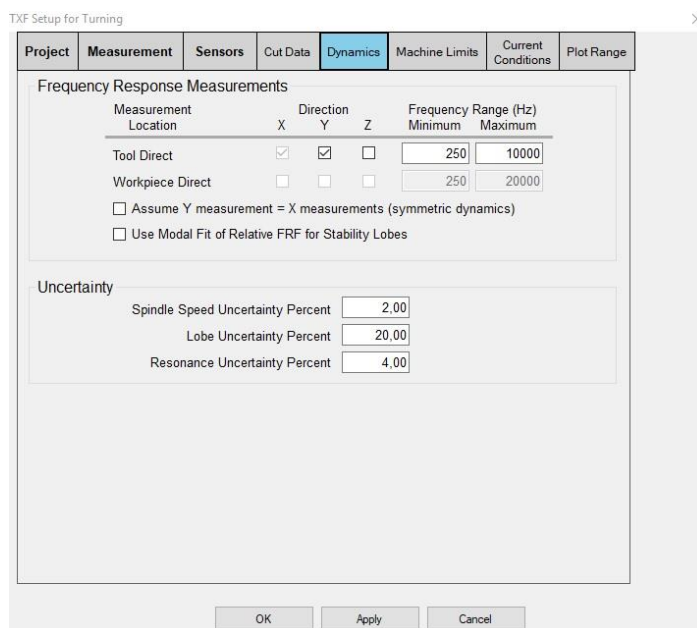 TXF Setup for Turning
Project Measurement Sensors Cut Data Dynamics Machine Limits Current Conditions Plot Range
Frequency Response Measurements
Measurement Location Direction Frequency Range (Hz)
X Y Z Minimum Maximum
Tool Direct 250 10000
Workpiece Direct 250 20000
Assume Y measurement = X measurements (symmetric dynamics)
Use Modal Fit of Relative FRF for Stability Lobes
Uncertainty
Spindle Speed Uncertainty Percent 2,00
Lobe Uncertainty Percent 20,00
Resonance Uncertainty Percent 4,00
OK Apply Cancel